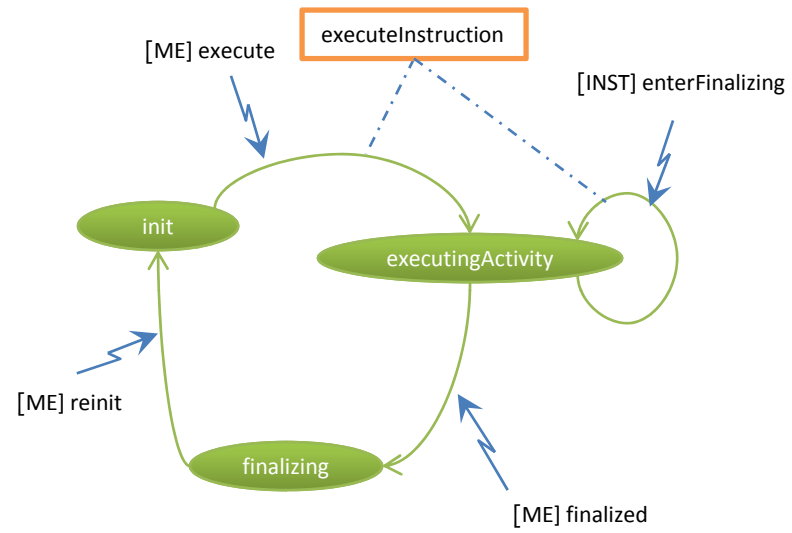 executeInstruction
[ME] execute
[INST] enterFinalizing
init
executingActivity
[ME] reinit
finalizing
[ME] finalized